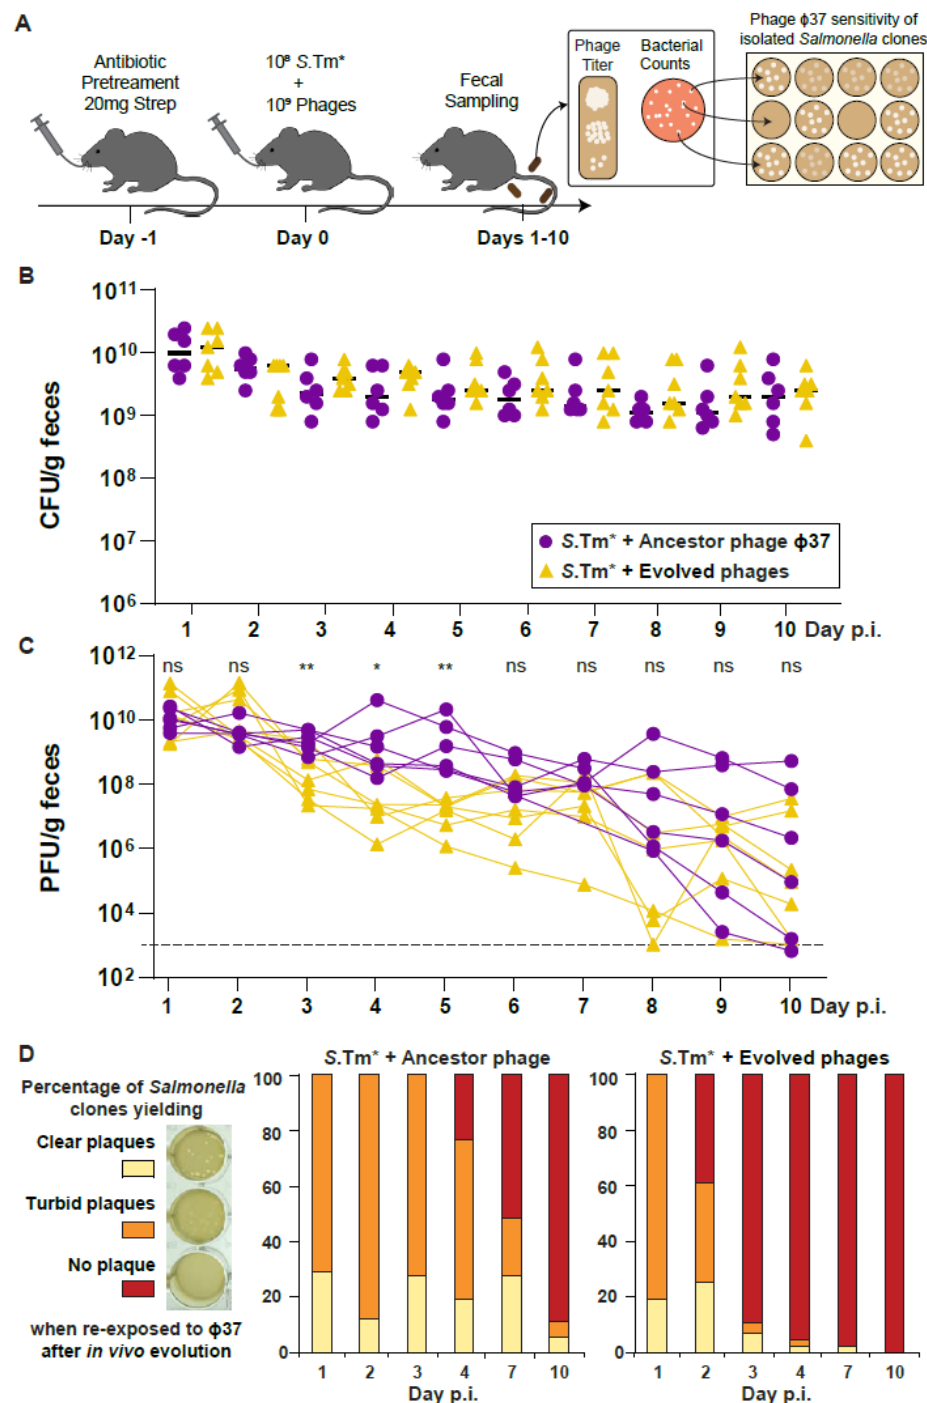 A
Antibiotic
Pretreament
20mg Strep
10⁸ S.Tm*
+
10⁹ Phages
Fecal
Sampling
Phage
Titer
Bacterial
Counts
Phage ϕ37 sensitivity of
isolated Salmonella clones
Day -1
Day 0
Days 1-10
B
CFU/g feces
10¹¹
10¹⁰
10⁹
10⁸
10⁷
10⁶
S.Tm* + Ancestor phage ϕ37
S.Tm* + Evolved phages
1 2 3 4 5 6 7 8 9 10 Day p.i.
C
PFU/g feces
10¹²
10¹⁰
10⁸
10⁶
10⁴
10²
ns ns ** * ** ns ns ns ns ns
1 2 3 4 5 6 7 8 9 10 Day p.i.
D
Percentage of Salmonella
clones yielding
Clear plaques
Turbid plaques
No plaque
when re-exposed to ϕ37
after in vivo evolution
S.Tm* + Ancestor phage
100
80
60
40
20
0
1 2 3 4 7 10
Day p.i.
S.Tm* + Evolved phages
100
80
60
40
20
0
1 2 3 4 7 10
Day p.i.